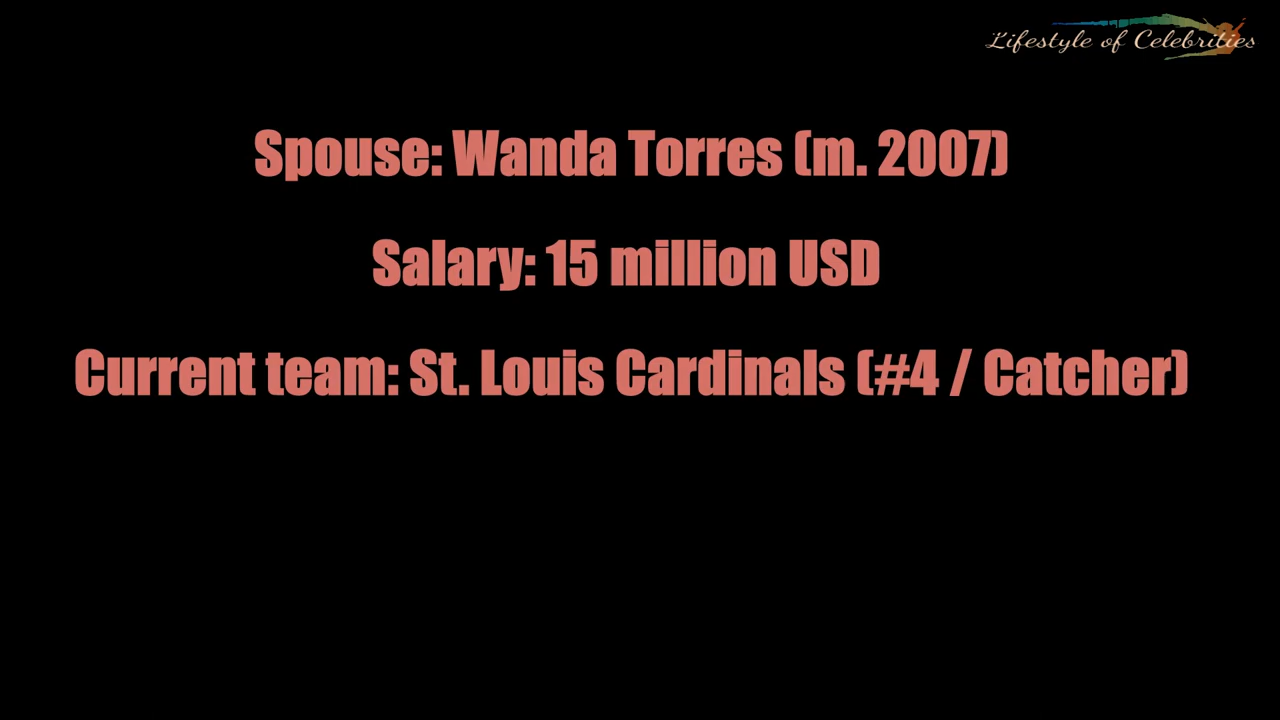 Lifestyle of Celebrities
Spouse: Wanda Torres (m. 2007)
Salary: 15 million USD
Current team: St. Louis Cardinals (#4 / Catcher)